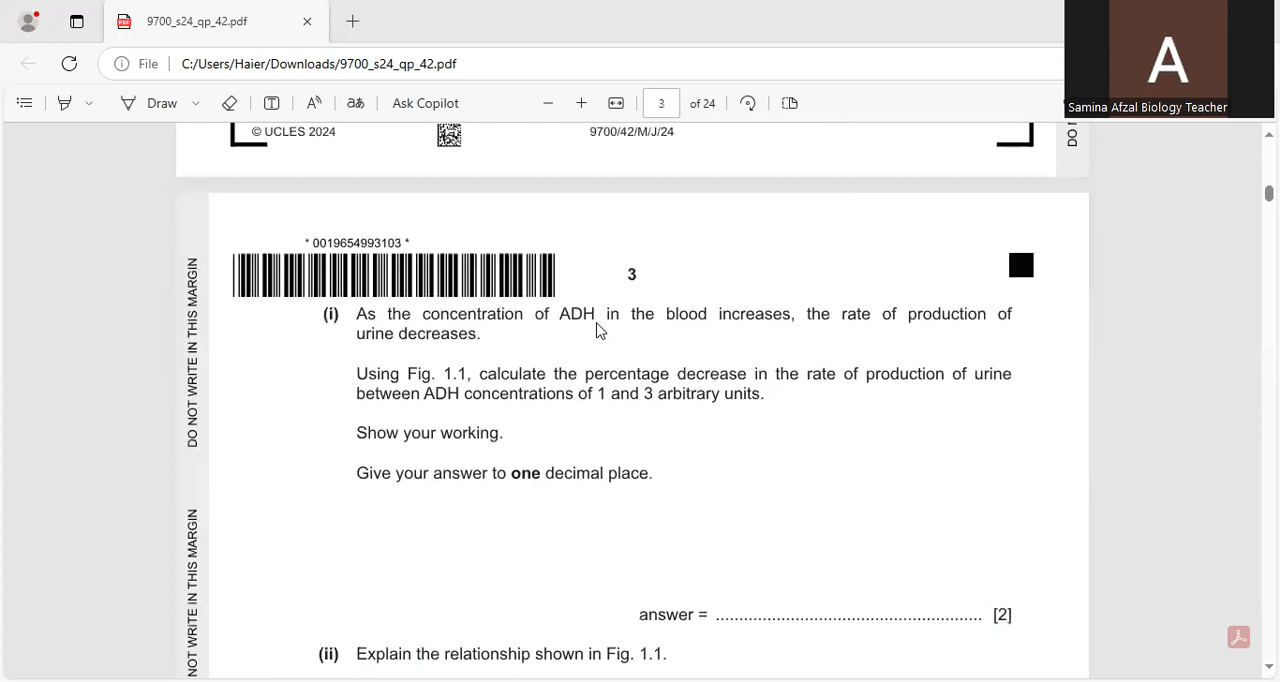 9700_s24_qp_42.pdf
File C:/Users/Haier/Downloads/9700_s24_qp_42.pdf
Draw aあ Ask Copilot 3 of 24
A
Samina Afzal Biology Teacher
© UCLES 2024 9700/42/M/J/24
* 0019654993103 *
3
DO NOT WRITE IN THIS MARGIN
(i) As the concentration of ADH in the blood increases, the rate of production of
urine decreases.
Using Fig. 1.1, calculate the percentage decrease in the rate of production of urine
between ADH concentrations of 1 and 3 arbitrary units.
Show your working.
Give your answer to one decimal place.
answer = .......................................................... [2]
NOT WRITE IN THIS MARGIN
(ii) Explain the relationship shown in Fig. 1.1.